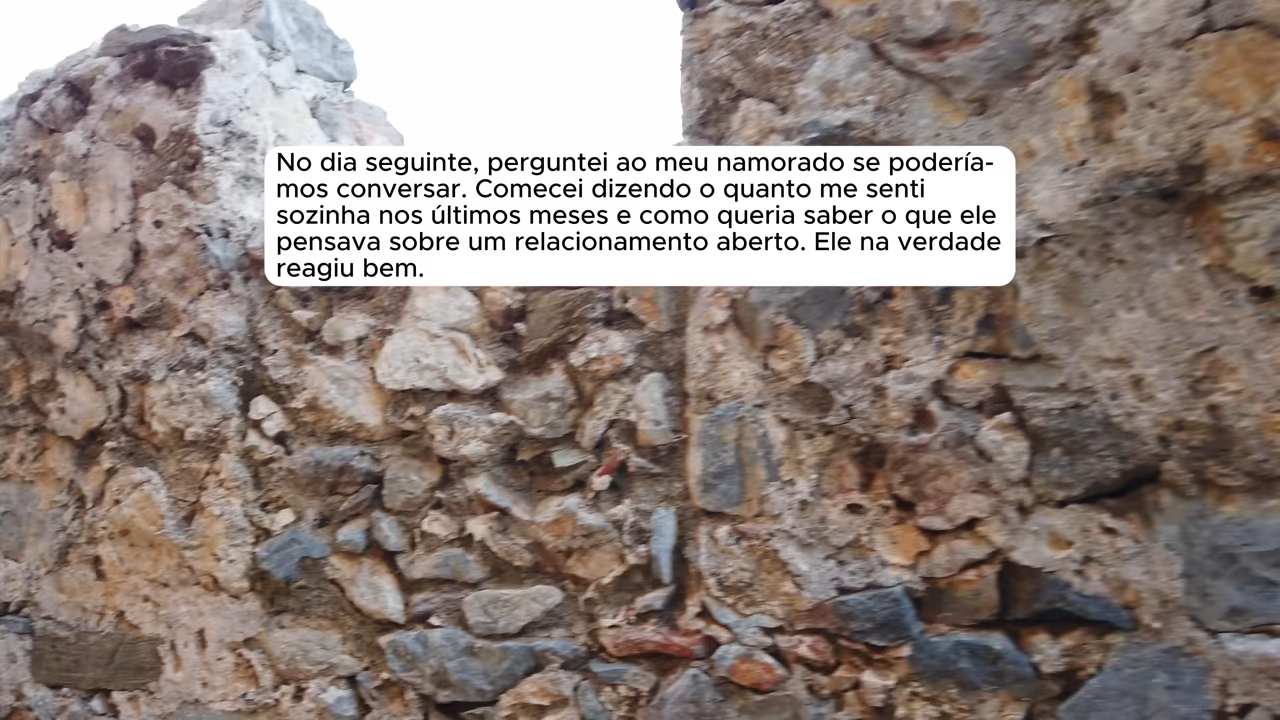 No dia seguinte, perguntei ao meu namorado se podería-
mos conversar. Comecei dizendo o quanto me senti
sozinha nos últimos meses e como queria saber o que ele
pensava sobre um relacionamento aberto. Ele na verdade
reagiu bem.